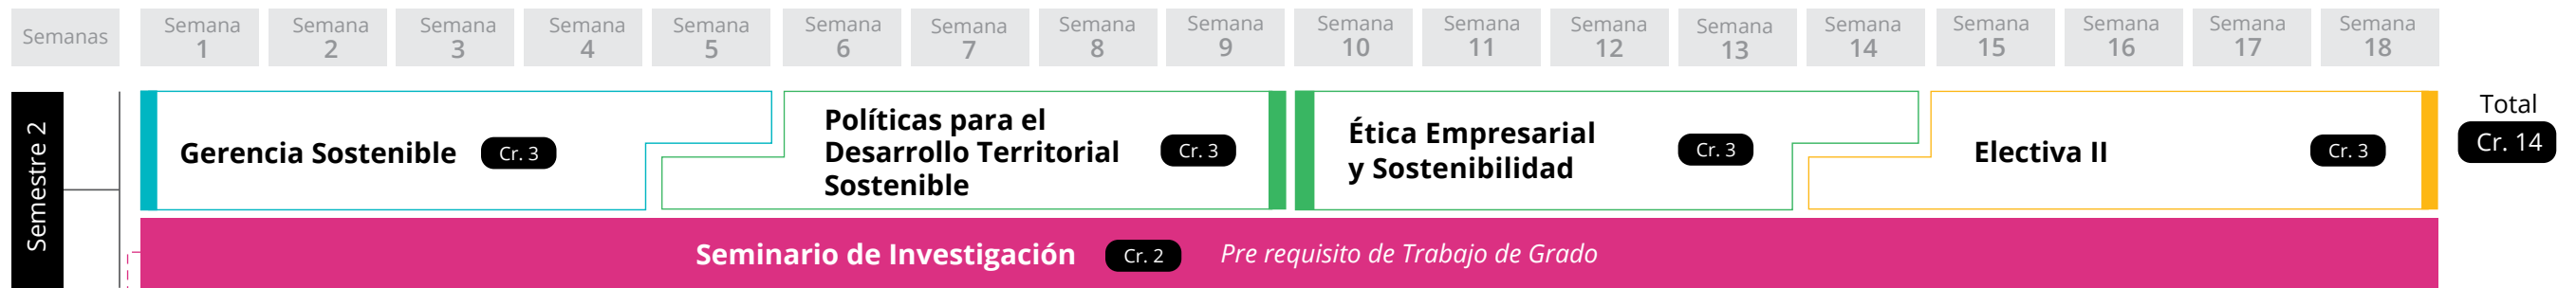 Semanas
Semana
1
Semana
2
Semana
3
Semana
4
Semana
5
Semana
6
Semana
7
Semana
8
Semana
9
Semana
10
Semana
11
Semana
12
Semana
13
Semana
14
Semana
15
Semana
16
Semana
17
Semana
18
Semestre 2
Gerencia Sostenible
Cr. 3
Políticas para el
Desarrollo Territorial
Sostenible
Cr. 3
Ética Empresarial
y Sostenibilidad
Cr. 3
Electiva II
Cr. 3
Total
Cr. 14
Seminario de Investigación
Cr. 2
Pre requisito de Trabajo de Grado